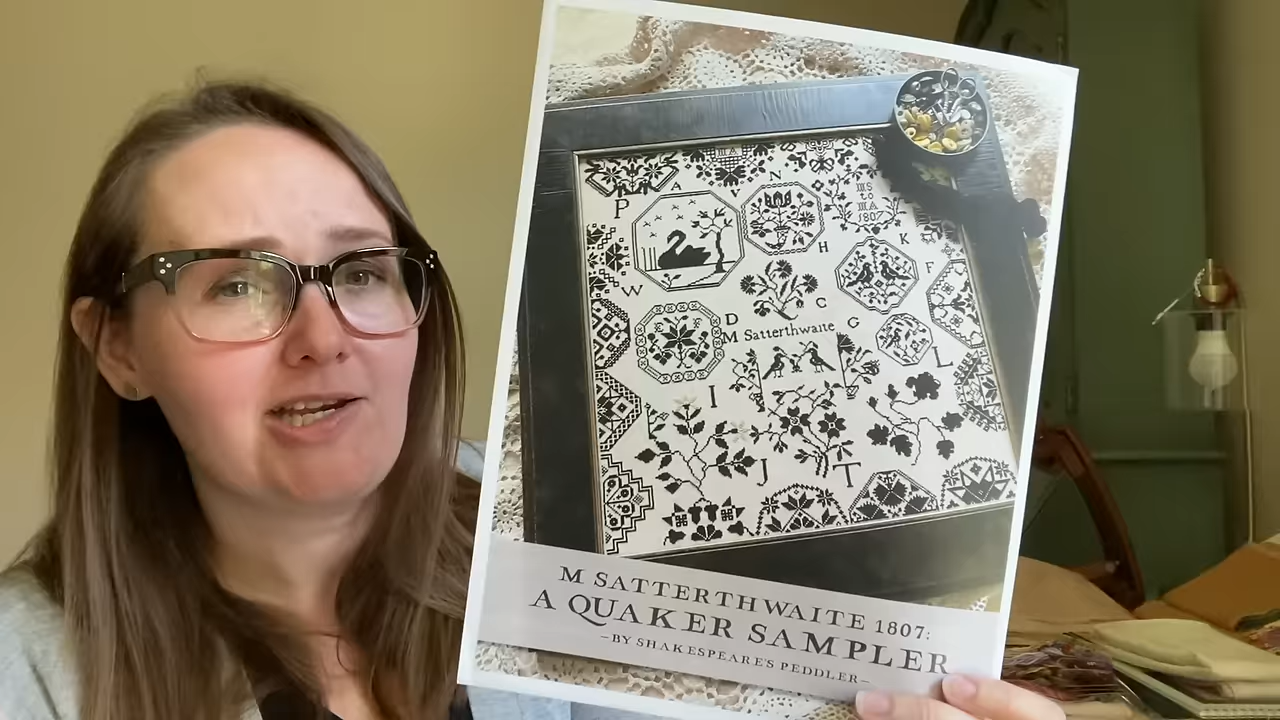 P A V N
MS
to
MA
1807
H K
W F
D C
M Satterthwaite G
L
I
J T
M SATTERTHWAITE 1807:
A QUAKER SAMPLER
–BY SHAKESPEARE'S PEDDLER–